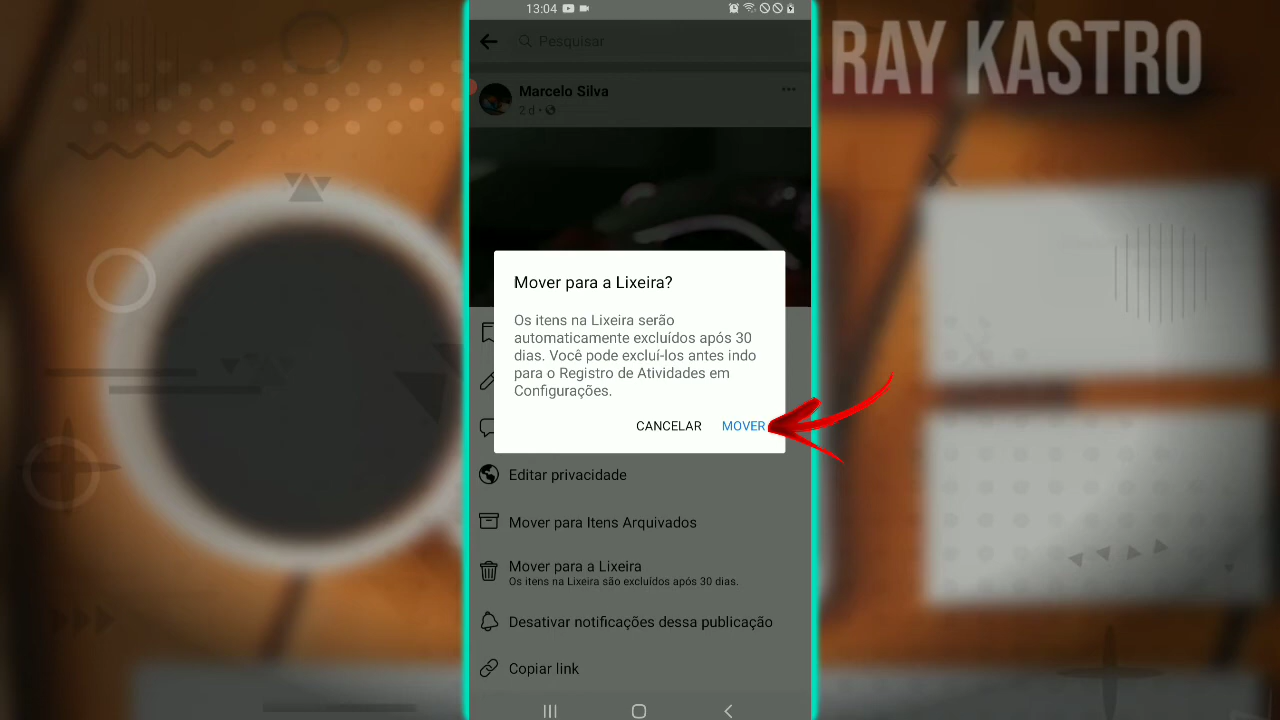 13:04
RAY KASTRO
Pesquisar
Marcelo Silva
2 d
Mover para a Lixeira?
Os itens na Lixeira serão
automaticamente excluídos após 30
dias. Você pode excluí-los antes indo
para o Registro de Atividades em
Configurações.
CANCELAR MOVER
Editar privacidade
Mover para Itens Arquivados
Mover para a Lixeira
Os itens na Lixeira são excluídos após 30 dias.
Desativar notificações dessa publicação
Copiar link